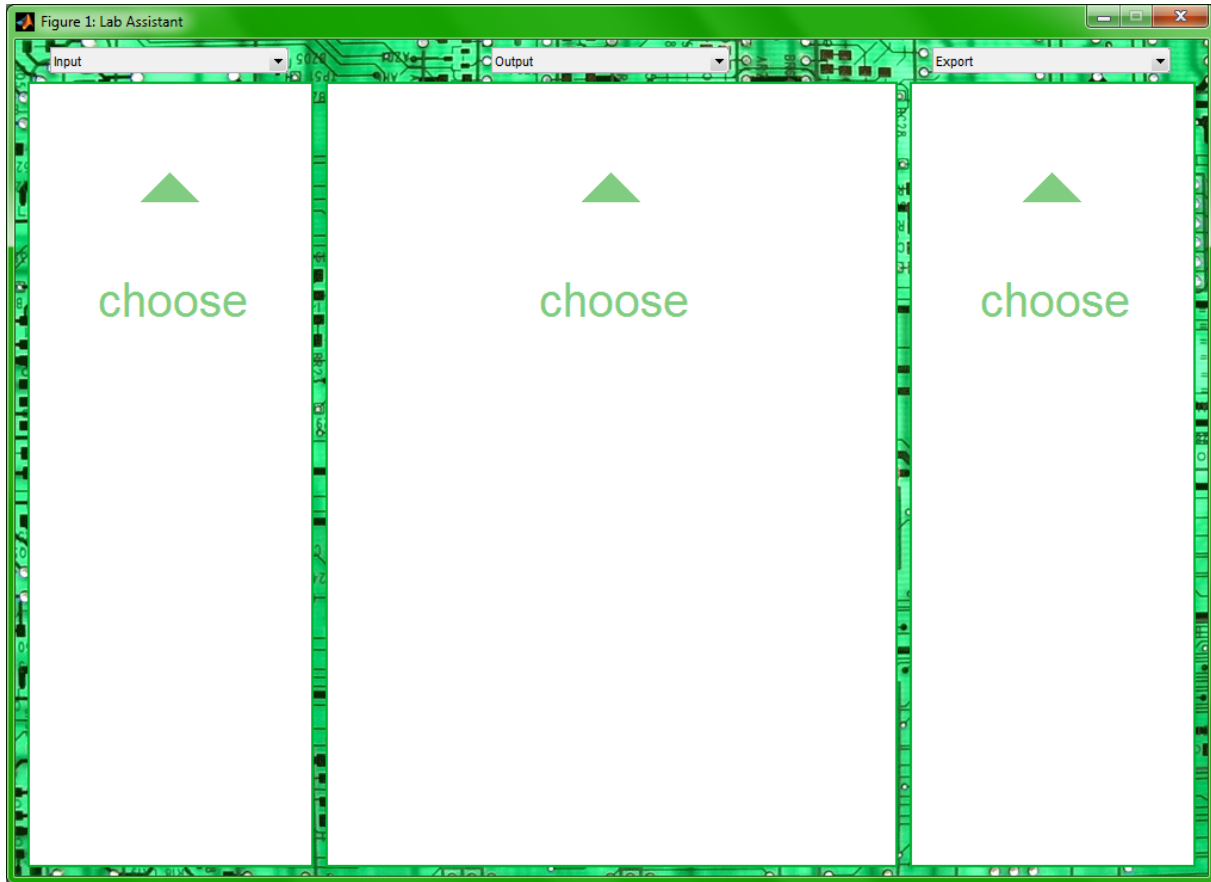 Figure 1: Lab Assistant
Input
Output
Export
choose
choose
choose